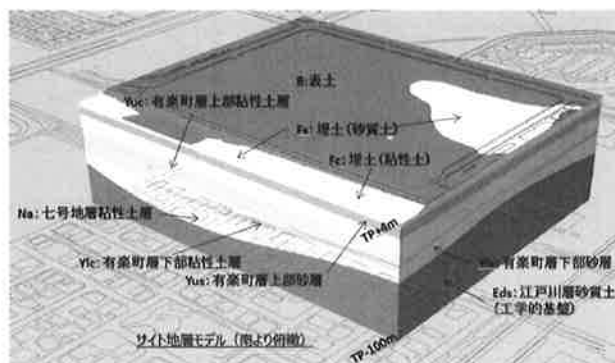 B:表土
Yuc:有楽町層上部粘性土層
Fs:埋土(砂質土)
Fc:埋土(粘性土)
Na:七号地層粘性土層
TP+4m
Ylc:有楽町層下部粘性土層
Yus:有楽町層上部砂層
有楽町層下部砂層
Eds:江戸川層砂質土
(工学的基盤)
サイト地層モデル(南より俯瞰)
TP-100m